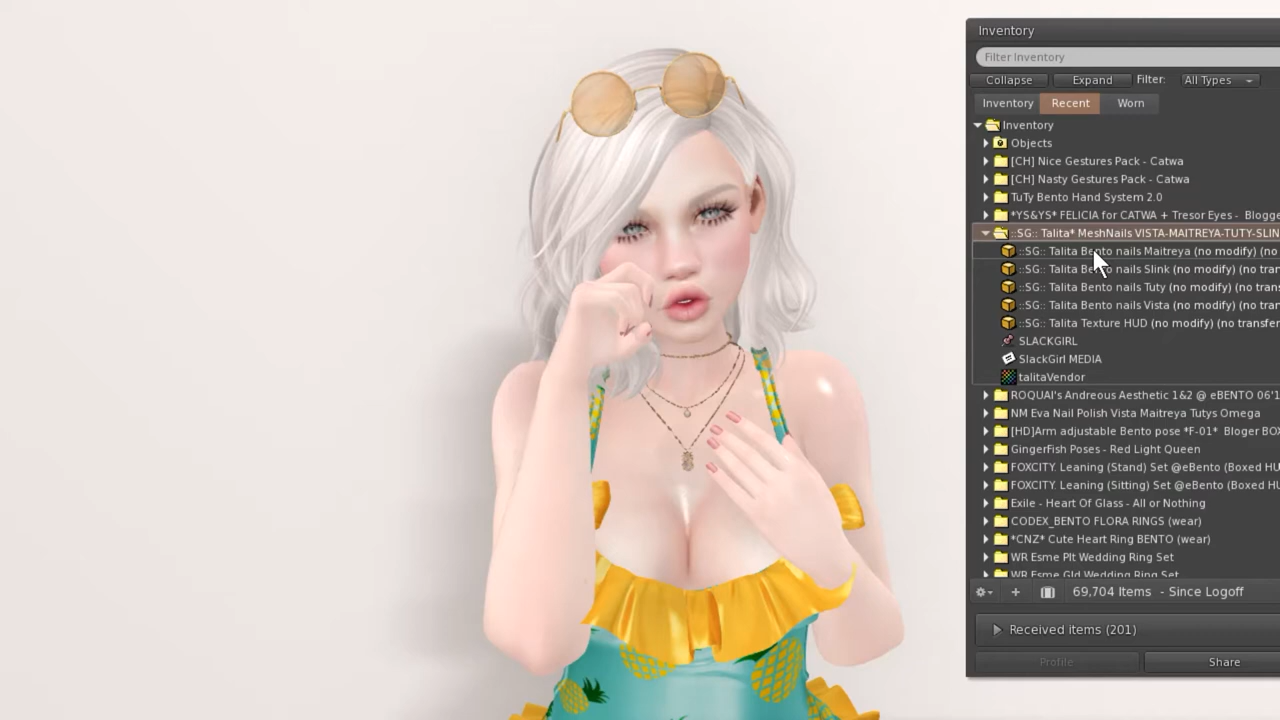 Inventory
Filter Inventory
Collapse Expand Filter: All Types
Inventory Recent Worn
Inventory
Objects
[CH] Nice Gestures Pack - Catwa
[CH] Nasty Gestures Pack - Catwa
TuTy Bento Hand System 2.0
*YS&YS* FELICIA for CATWA + Tresor Eyes - Blogge
::SG:: Talita* MeshNails VISTA-MAITREYA-TUTY-SLIN
::SG:: Talita Bento nails Maitreya (no modify) (no
::SG:: Talita Bento nails Slink (no modify) (no tran
::SG:: Talita Bento nails Tuty (no modify) (no trans
::SG:: Talita Bento nails Vista (no modify) (no tran
::SG:: Talita Texture HUD (no modify) (no transfer
SLACKGIRL
SlackGirl MEDIA
talitaVendor
ROQUAI's Andreous Aesthetic 1&2 @ eBENTO 06'1
NM Eva Nail Polish Vista Maitreya Tutys Omega
[HD]Arm adjustable Bento pose *F-01* Bloger BOX
GingerFish Poses - Red Light Queen
FOXCITY. Leaning (Stand) Set @eBento (Boxed HU
FOXCITY. Leaning (Sitting) Set @eBento (Boxed HU
Exile - Heart Of Glass - All or Nothing
CODEX_BENTO FLORA RINGS (wear)
*CNZ* Cute Heart Ring BENTO (wear)
WR Esme Plt Wedding Ring Set
WR Esme Gld Wedding Ring Set
69,704 Items - Since Logoff
Received items (201)
Profile Share